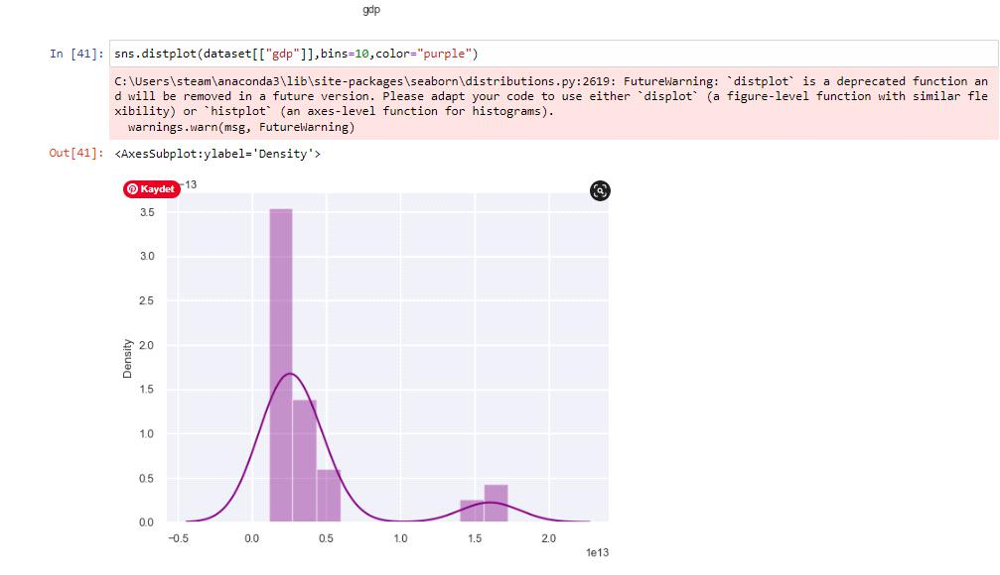 gdp
In [41]: sns.distplot(dataset[["gdp"]],bins=10,color="purple")
C:\Users\steam\anaconda3\lib\site-packages\seaborn\distributions.py:2619: FutureWarning: `distplot` is a deprecated function an
d will be removed in a future version. Please adapt your code to use either `displot` (a figure-level function with similar fle
xibility) or `histplot` (an axes-level function for histograms).
  warnings.warn(msg, FutureWarning)
Out[41]: <AxesSubplot:ylabel='Density'>
Kaydet −13
3.5
3.0
2.5
2.0
1.5
1.0
0.5
0.0
Density
−0.5 0.0 0.5 1.0 1.5 2.0
1e13